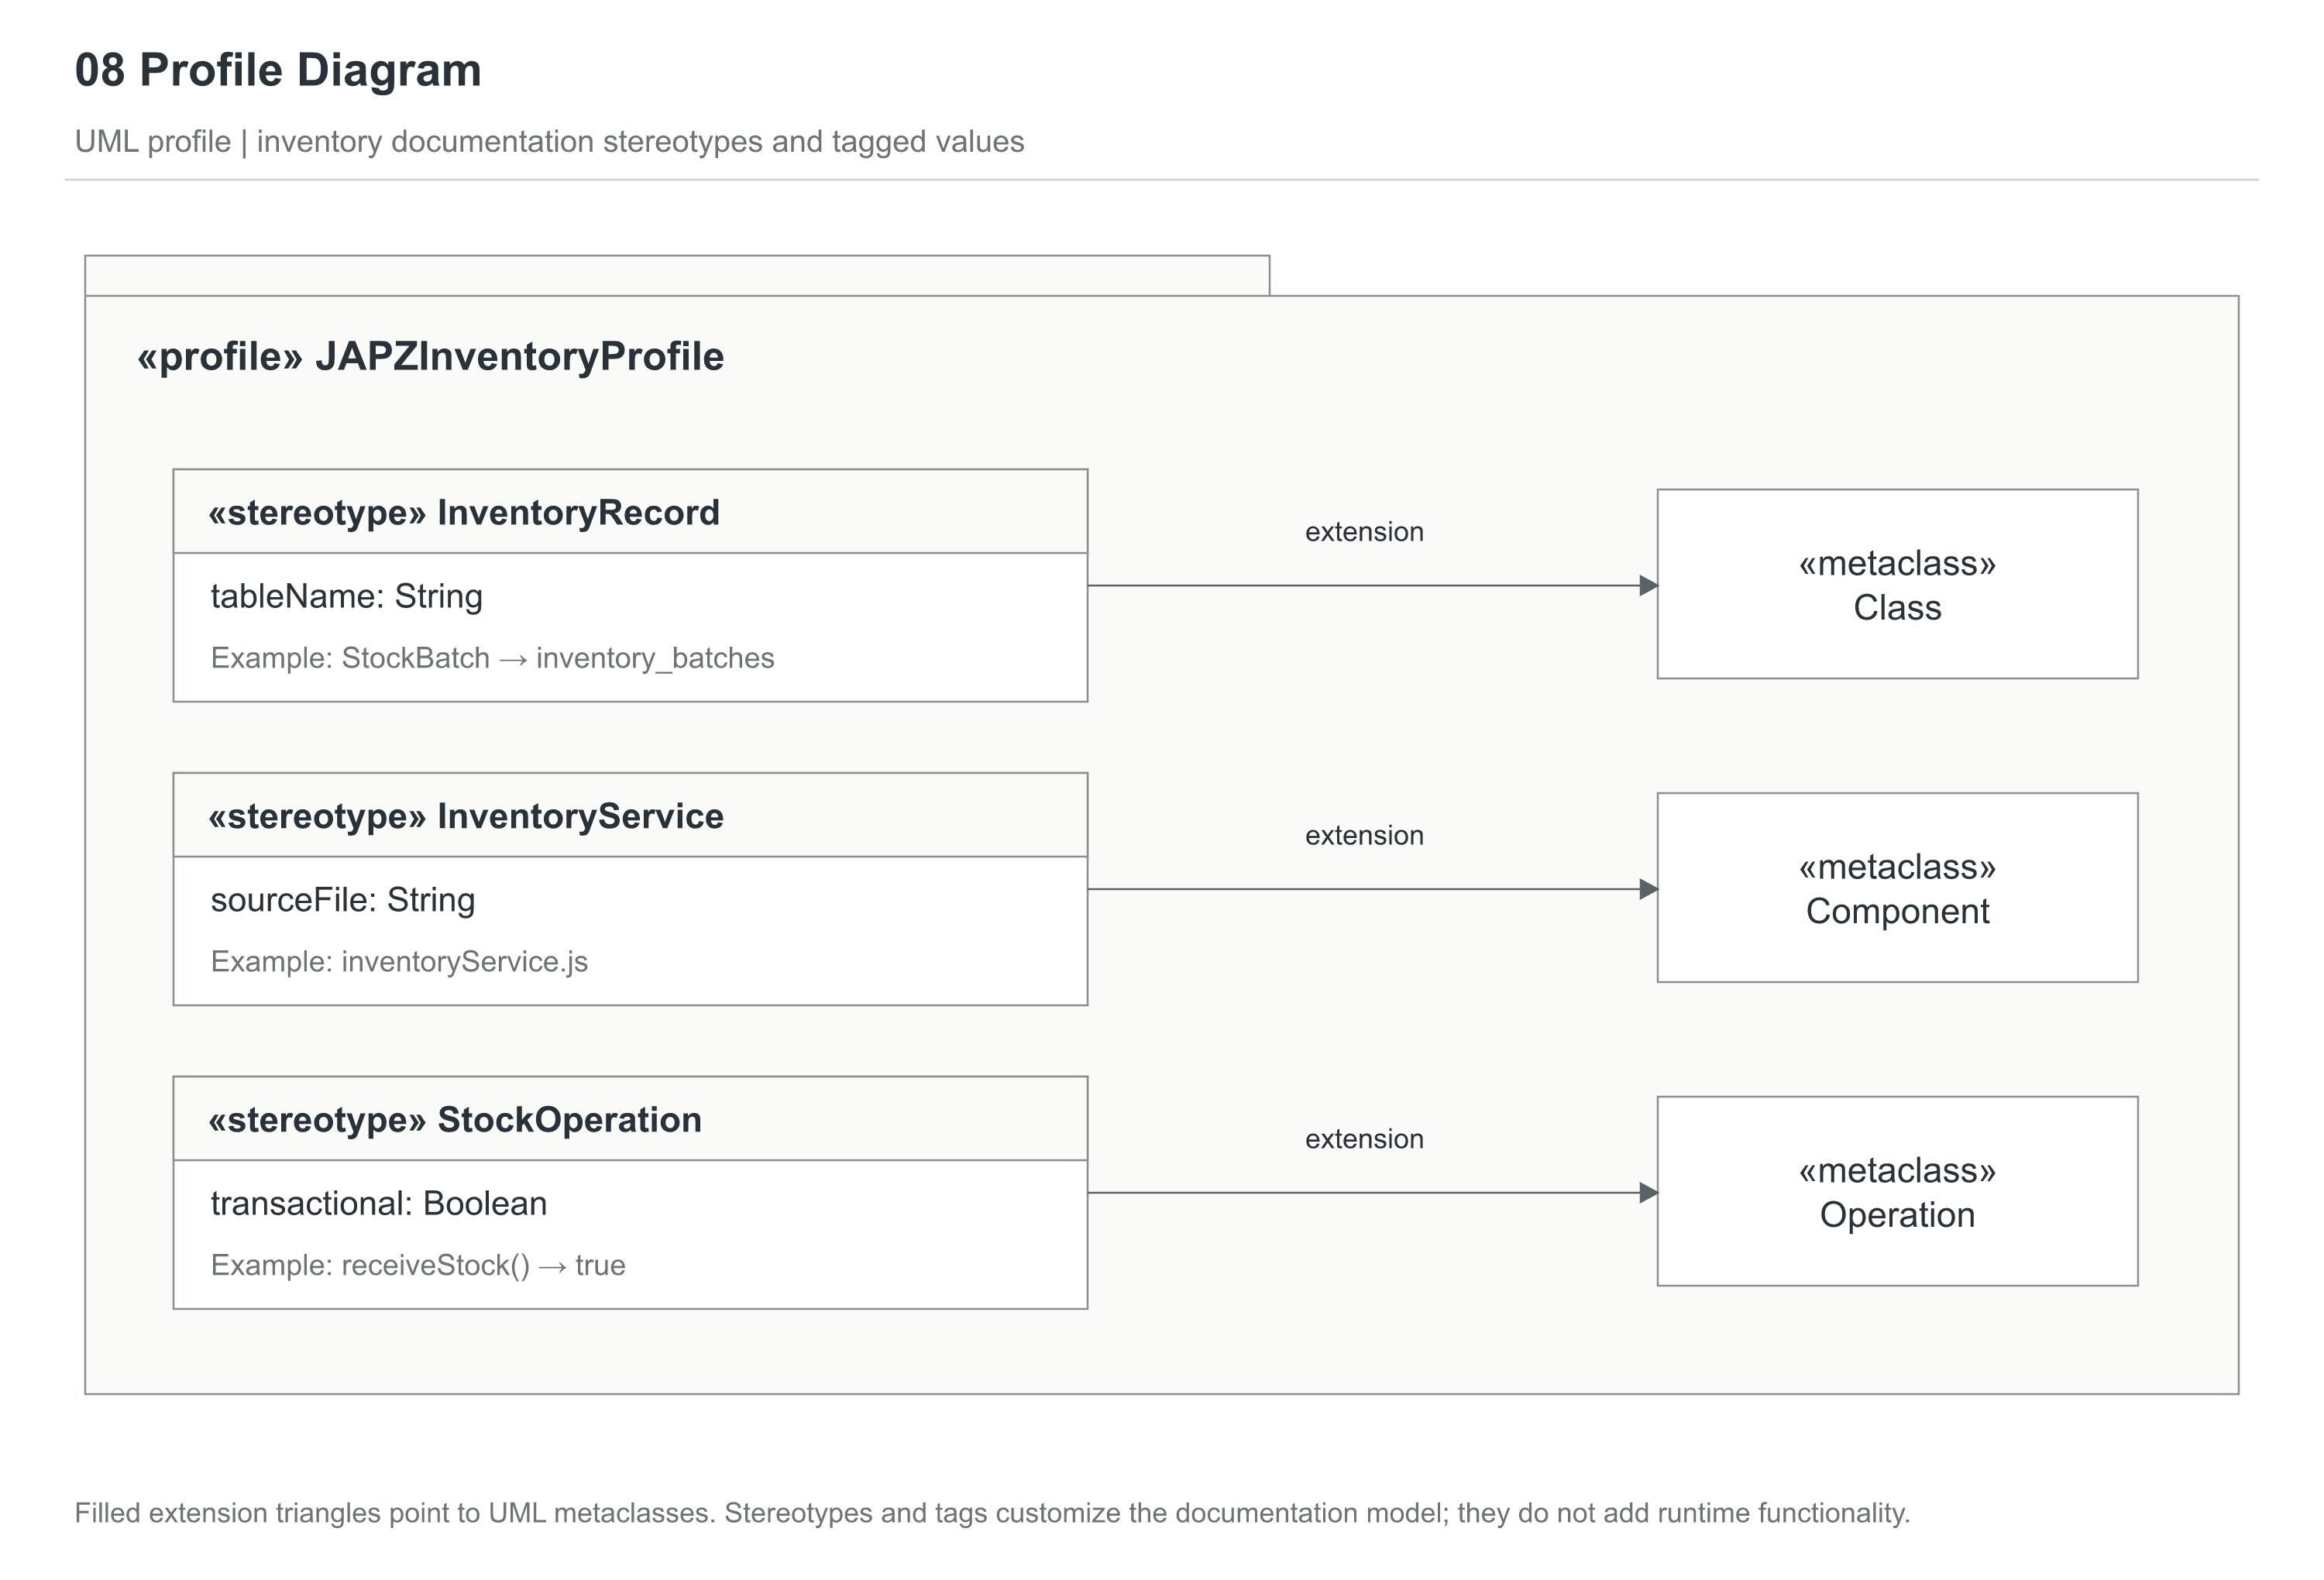 08 Profile Diagram
UML profile | inventory documentation stereotypes and tagged values
«profile» JAPZInventoryProfile
«stereotype» InventoryRecord
tableName: String
Example: StockBatch → inventory_batches
extension
«metaclass»
Class
«stereotype» InventoryService
sourceFile: String
Example: inventoryService.js
extension
«metaclass»
Component
«stereotype» StockOperation
transactional: Boolean
Example: receiveStock() → true
extension
«metaclass»
Operation
Filled extension triangles point to UML metaclasses. Stereotypes and tags customize the documentation model; they do not add runtime functionality.